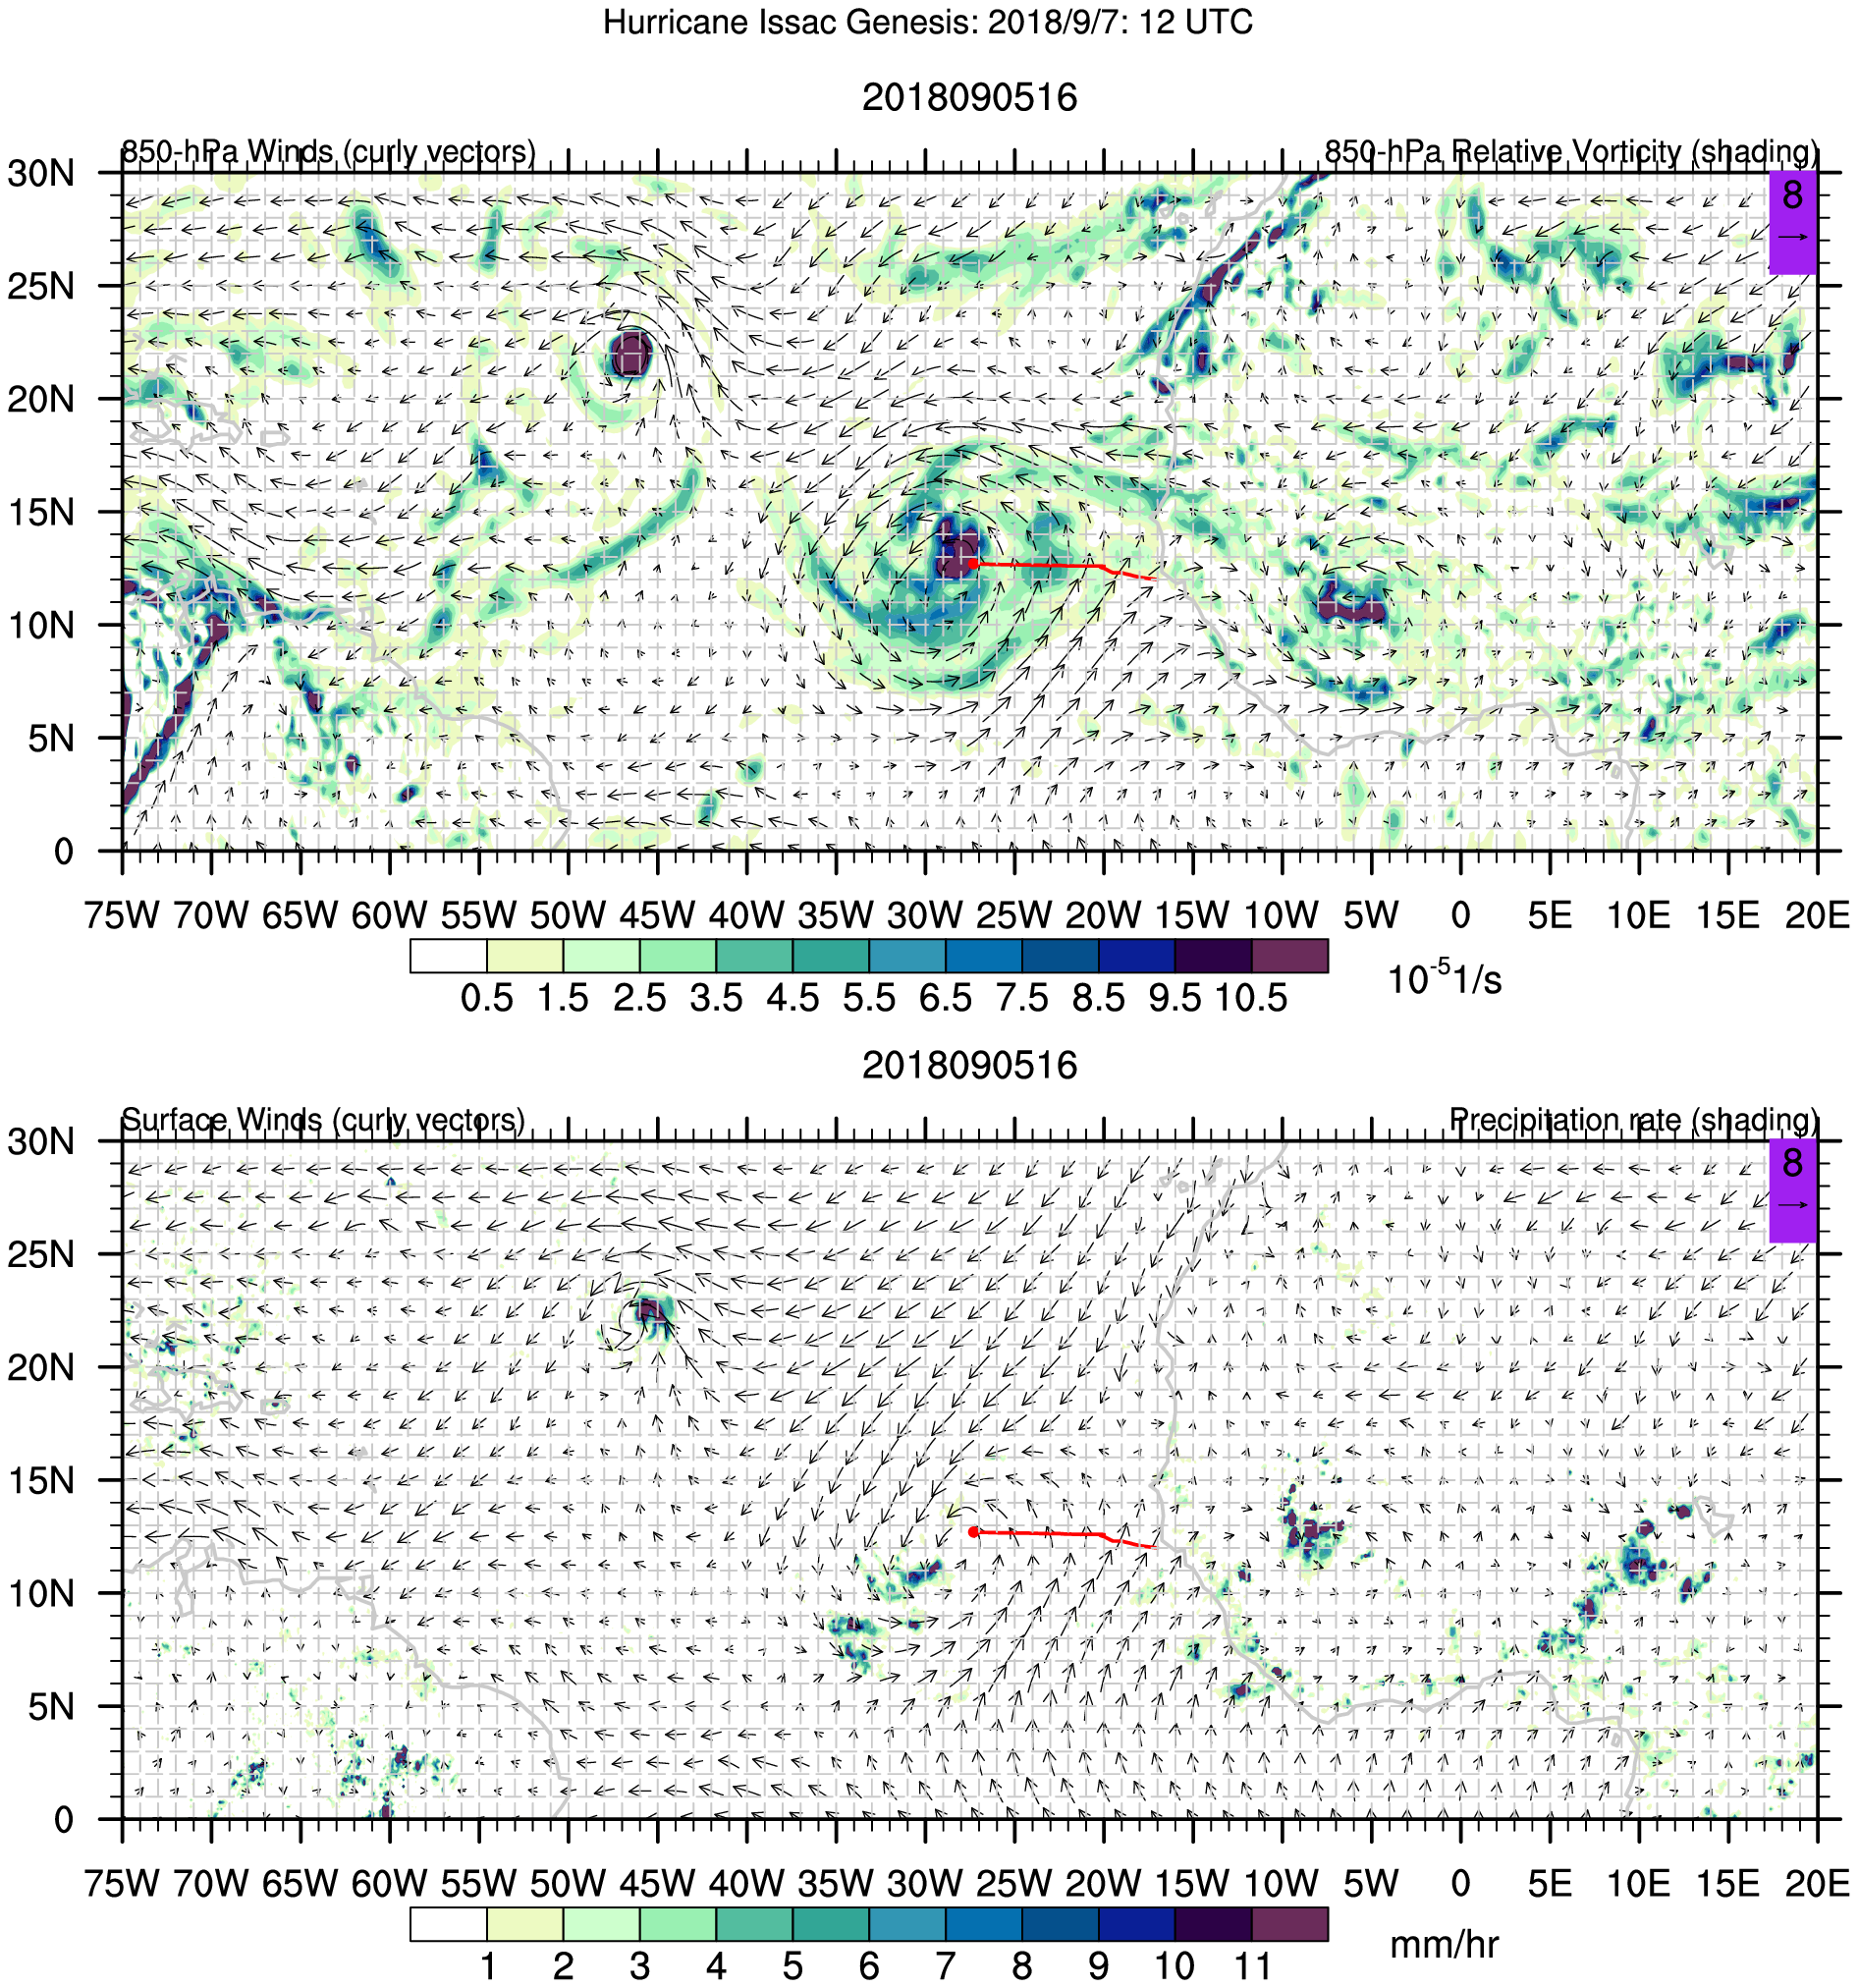 Hurricane Issac Genesis: 2018/9/7: 12 UTC
2018090516
850-hPa Winds (curly vectors) 850-hPa Relative Vorticity (shading)
30N
8
25N
20N
15N
10N
5N
0
75W 70W 65W 60W 55W 50W 45W 40W 35W 30W 25W 20W 15W 10W 5W 0 5E 10E 15E 20E
0.5 1.5 2.5 3.5 4.5 5.5 6.5 7.5 8.5 9.5 10.5
10-51/s
2018090516
Surface Winds (curly vectors) Precipitation rate (shading)
30N
8
25N
20N
15N
10N
5N
0
75W 70W 65W 60W 55W 50W 45W 40W 35W 30W 25W 20W 15W 10W 5W 0 5E 10E 15E 20E
1 2 3 4 5 6 7 8 9 10 11
mm/hr